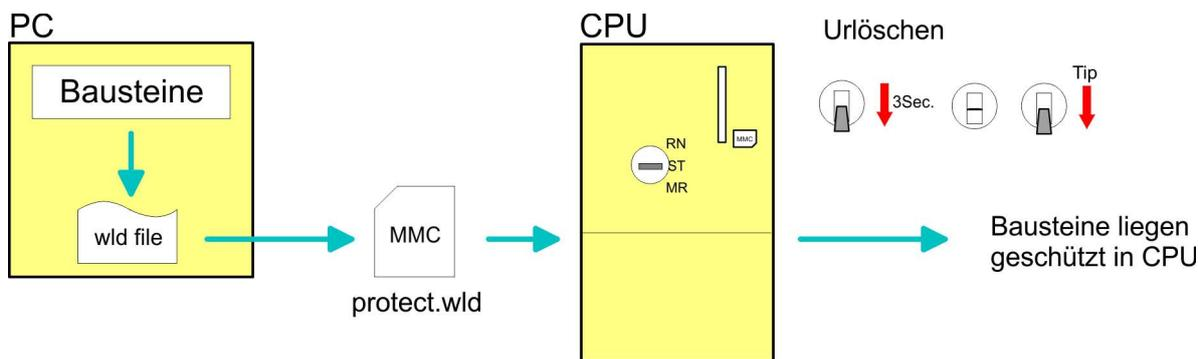 PC
Bausteine
wld file
MMC
protect.wld
CPU
MMC
RN
ST
MR
Urlöschen
3Sec.
Tip
Bausteine liegen
geschützt in CPU